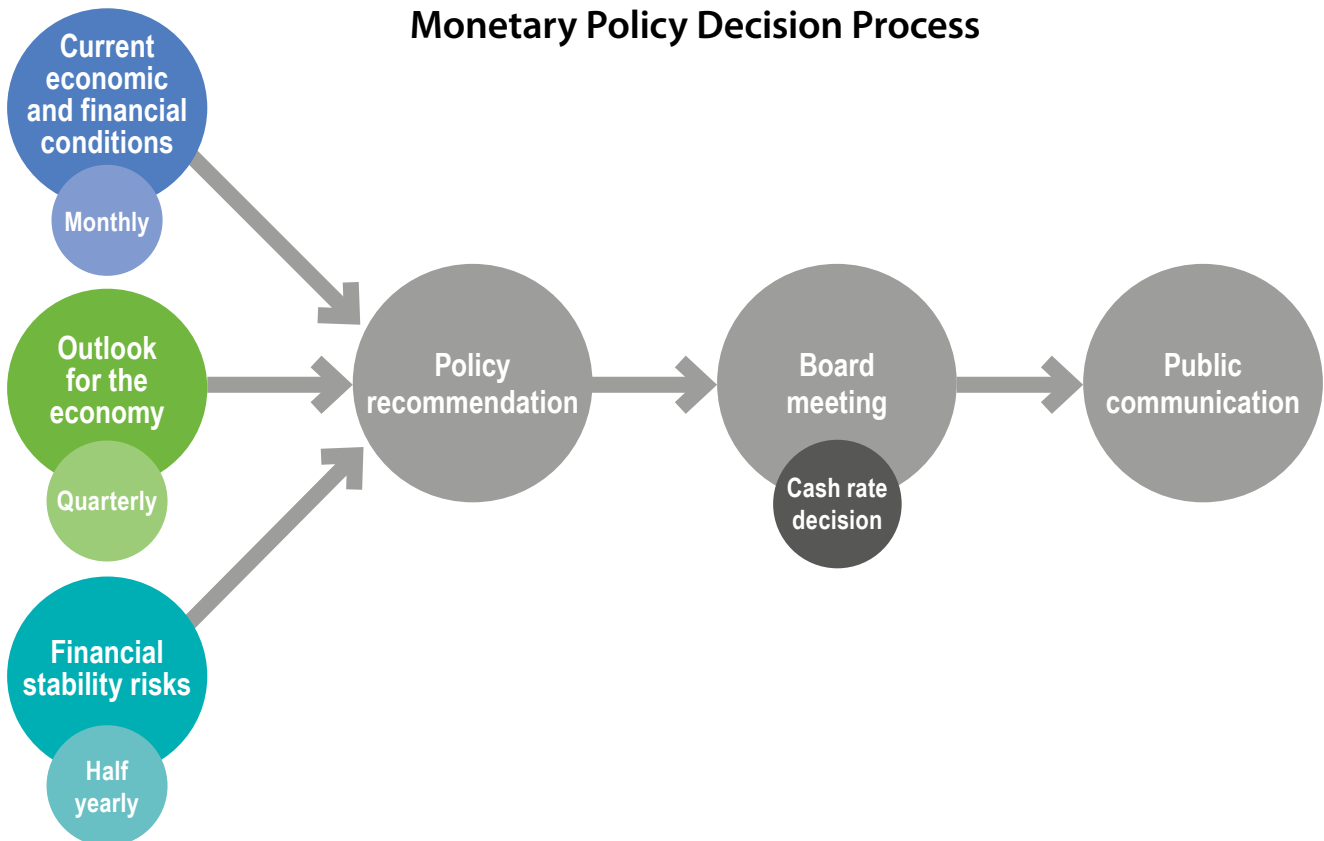 Monetary Policy Decision Process
Current
economic
and financial
conditions
Monthly
Outlook
for the
economy
Quarterly
Financial
stability risks
Half
yearly
Policy
recommendation
Board
meeting
Cash rate
decision
Public
communication